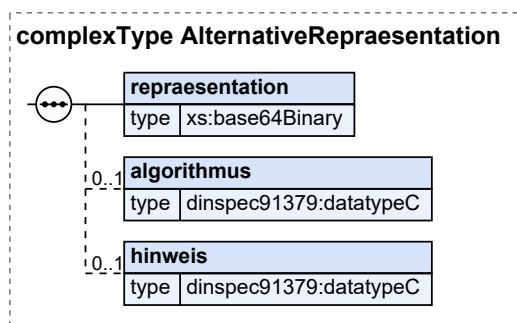 complexType AlternativeRepraesentation
repraesentation
type xs:base64Binary
0..1 algorithmus
type dinspec91379:datatypeC
0..1 hinweis
type dinspec91379:datatypeC